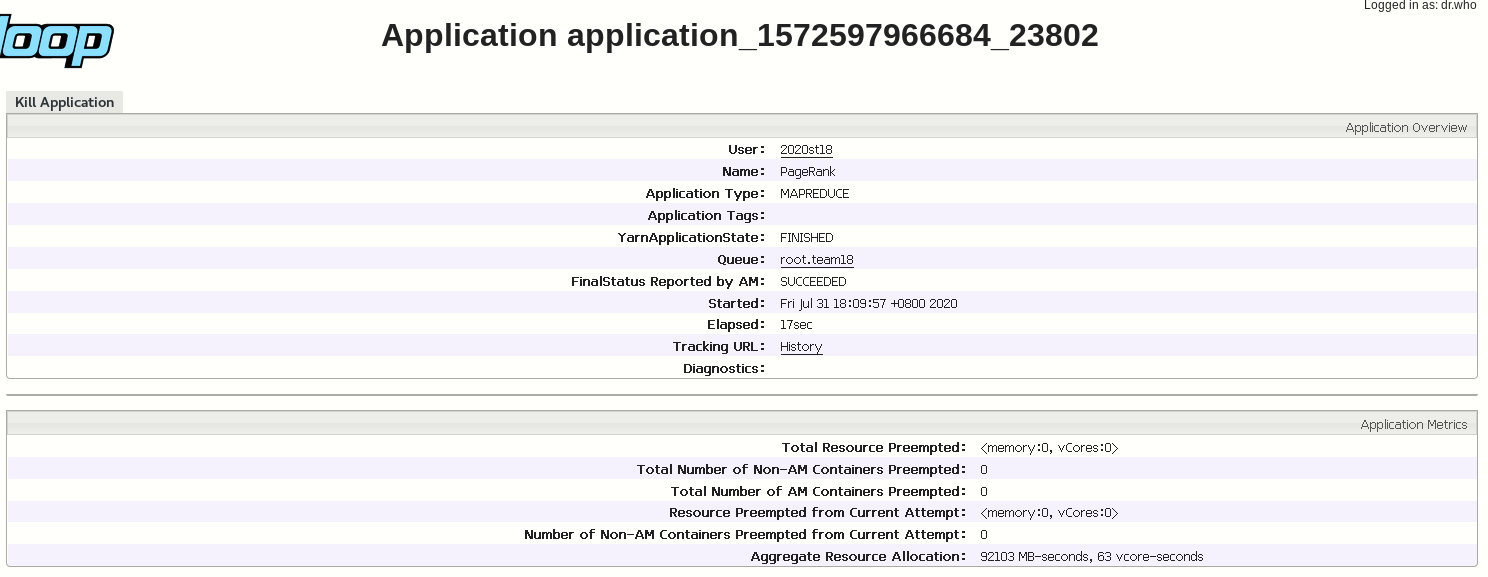 Logged in as: dr.who
loop
Application application_1572597966684_23802
Kill Application
Application Overview
User: 2020st18
Name: PageRank
Application Type: MAPREDUCE
Application Tags:
YarnApplicationState: FINISHED
Queue: root.team18
FinalStatus Reported by AM: SUCCEEDED
Started: Fri Jul 31 18:09:57 +0800 2020
Elapsed: 17sec
Tracking URL: History
Diagnostics:
Application Metrics
Total Resource Preempted: <memory:0, vCores:0>
Total Number of Non-AM Containers Preempted: 0
Total Number of AM Containers Preempted: 0
Resource Preempted from Current Attempt: <memory:0, vCores:0>
Number of Non-AM Containers Preempted from Current Attempt: 0
Aggregate Resource Allocation: 92103 MB-seconds, 63 vcore-seconds